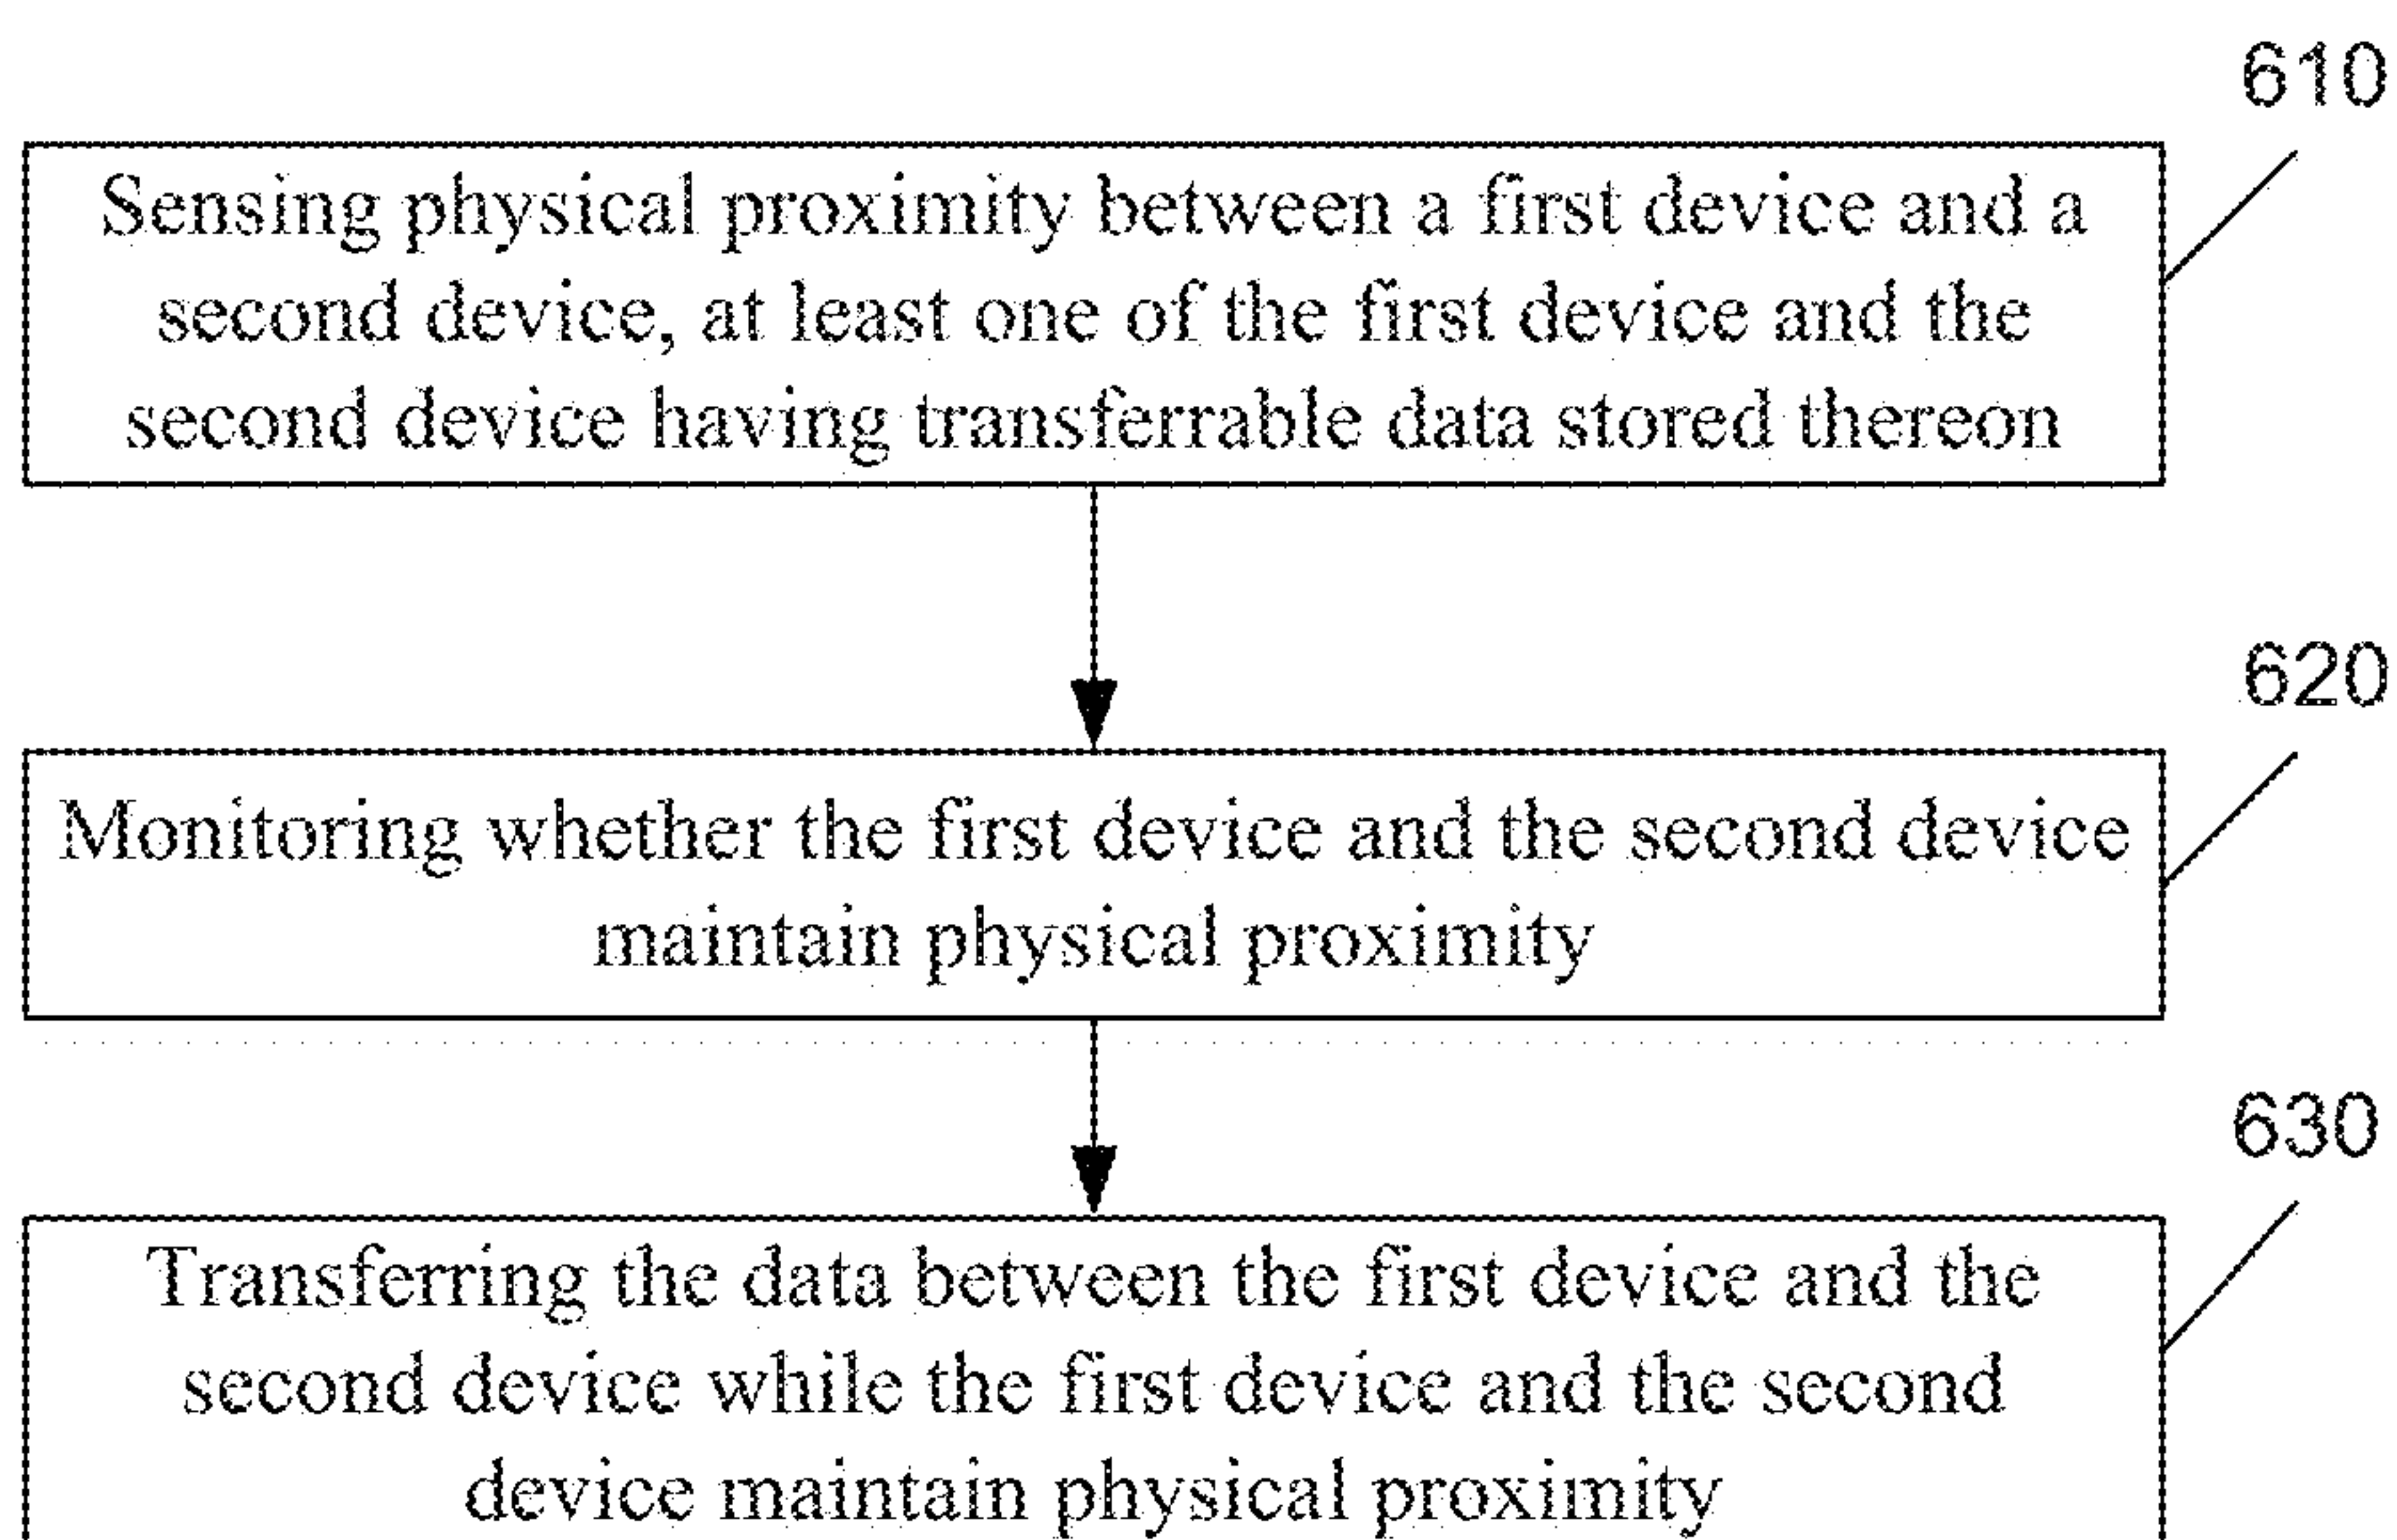 610
Sensing physical proximity between a first device and a
second device, at least one of the first device and the
second device having transferrable data stored thereon
620
Monitoring whether the first device and the second device
maintain physical proximity
630
Transferring the data between the first device and the
second device while the first device and the second
device maintain physical proximity